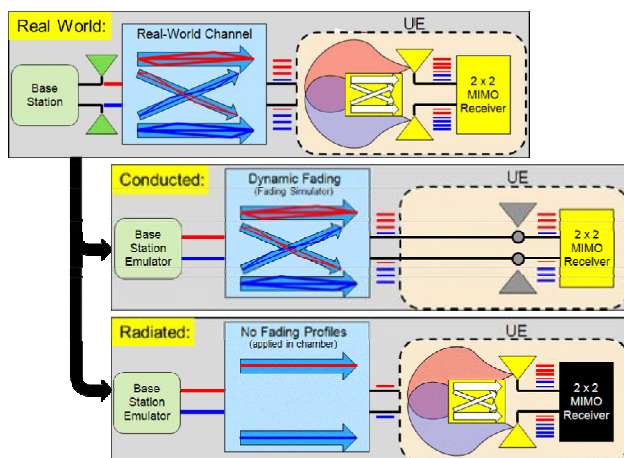 Real World:
Real-World Channel
UE
Base
Station
2 x 2
MIMO
Receiver
Conducted:
Dynamic Fading
(Fading Simulator)
UE
Base
Station
Emulator
2 x 2
MIMO
Receiver
Radiated:
No Fading Profiles
(applied in chamber)
UE
Base
Station
Emulator
2 x 2
MIMO
Receiver